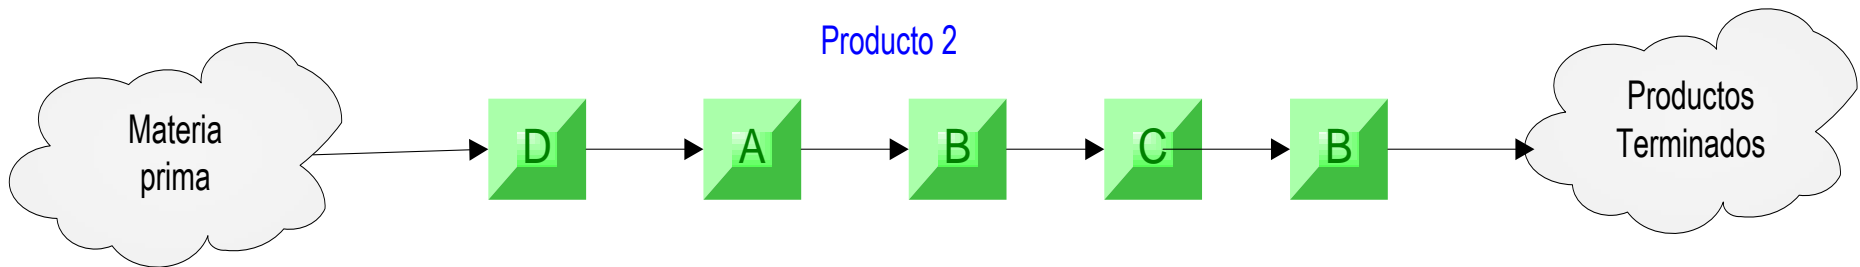 Producto 2
Materia
prima
D
A
B
C
B
Productos
Terminados